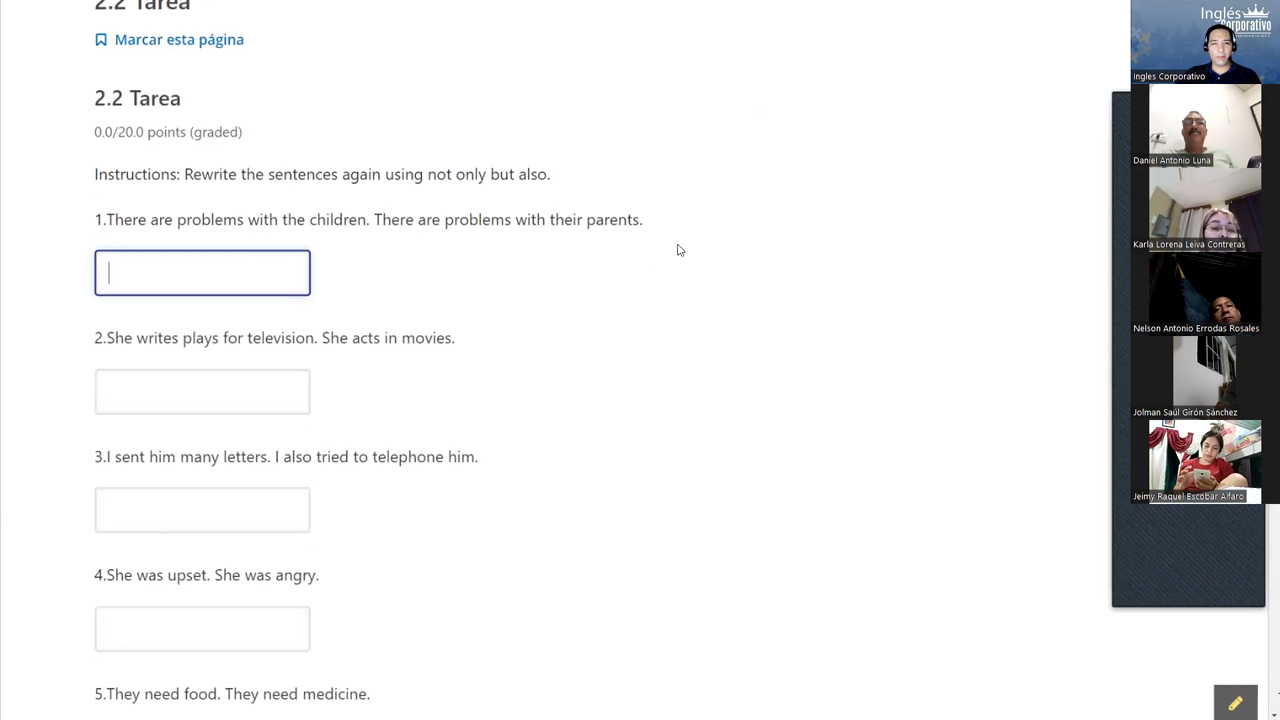 2.2 Tarea
Marcar esta página
2.2 Tarea
0.0/20.0 points (graded)
Instructions: Rewrite the sentences again using not only but also.
1.There are problems with the children. There are problems with their parents.
2.She writes plays for television. She acts in movies.
3.I sent him many letters. I also tried to telephone him.
4.She was upset. She was angry.
5.They need food. They need medicine.
Inglés
Corporativo
Ingles Corporativo
Daniel Antonio Luna
Karla Lorena Leiva Contreras
Nelson Antonio Errodas Rosales
Jolman Saúl Girón Sánchez
Jeimy Raquel Escobar Alfaro